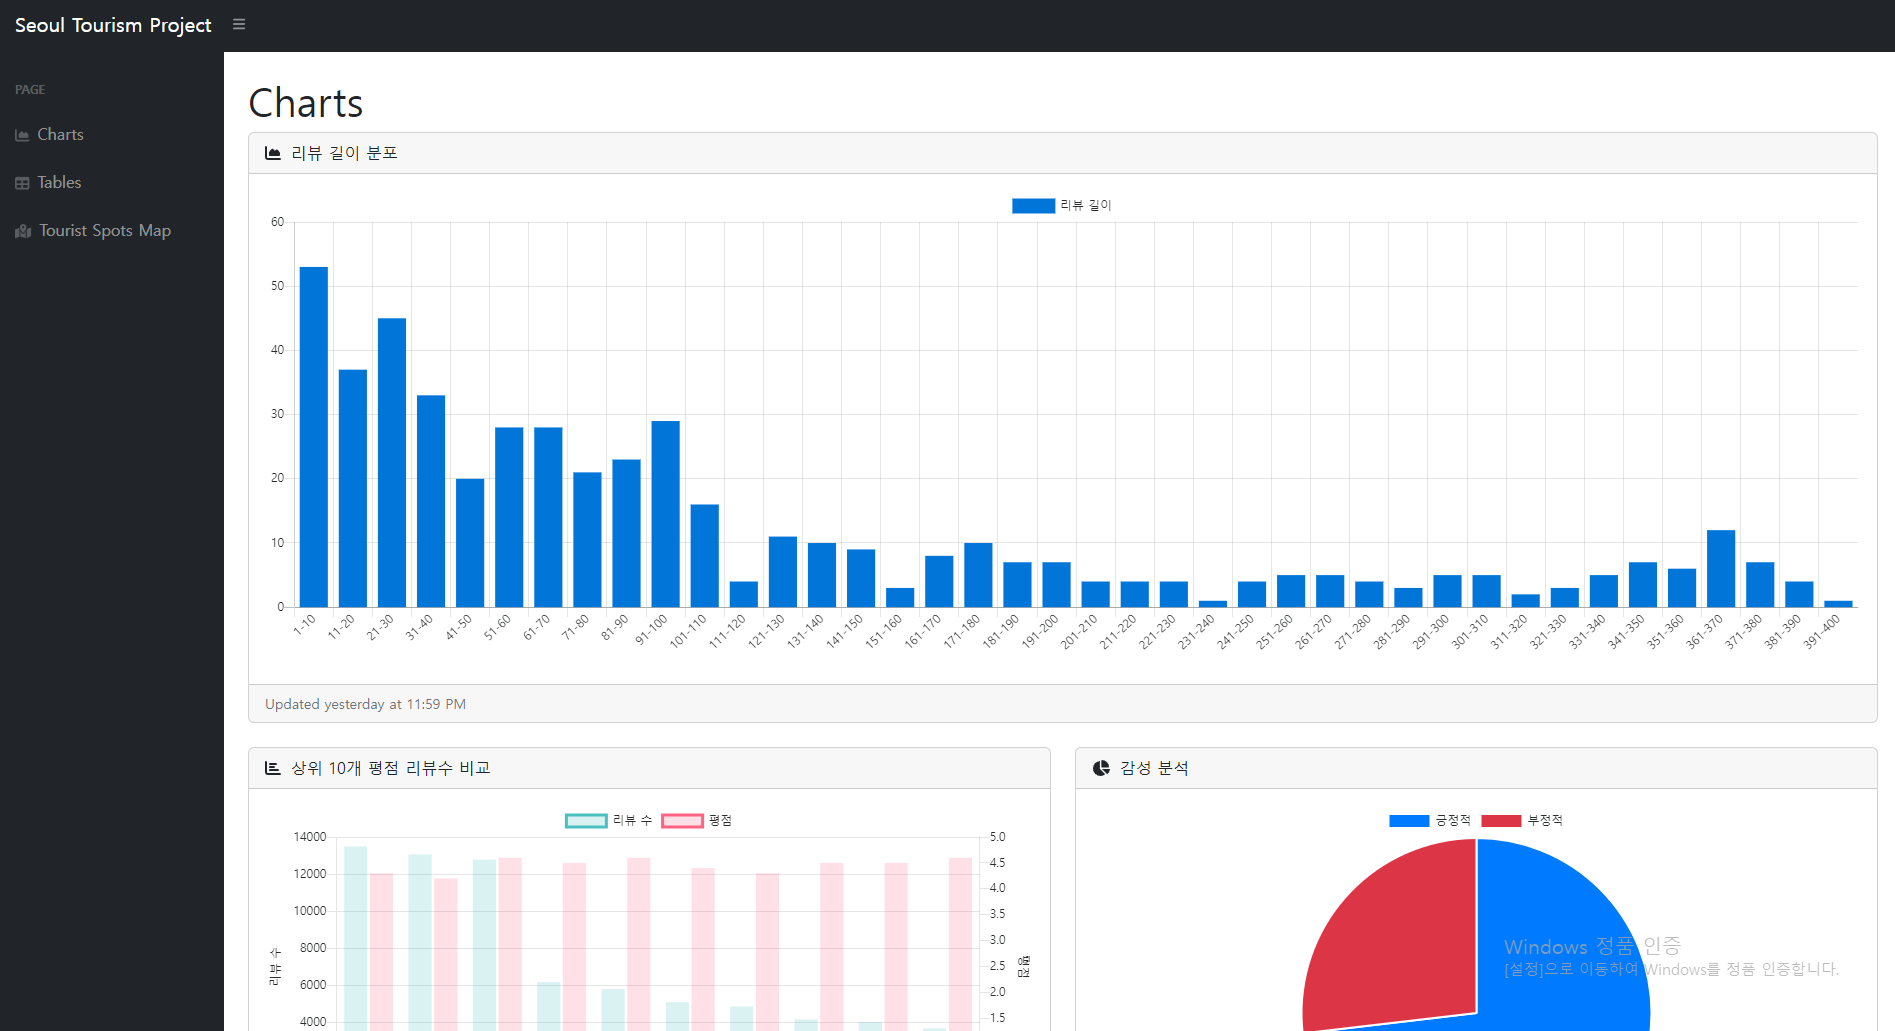 Seoul Tourism Project
PAGE
Charts
Tables
Tourist Spots Map
Charts
리뷰 길이 분포
리뷰 길이
60
50
40
30
20
10
0
1-10 11-20 21-30 31-40 41-50 51-60 61-70 71-80 81-90 91-100 101-110 111-120 121-130 131-140 141-150 151-160 161-170 171-180 181-190 191-200 201-210 211-220 221-230 231-240 241-250 251-260 261-270 271-280 281-290 291-300 301-310 311-320 321-330 331-340 341-350 351-360 361-370 371-380 381-390 391-400
Updated yesterday at 11:59 PM
상위 10개 평점 리뷰수 비교
리뷰 수 평점
14000
12000
10000
8000
6000
4000
리뷰 수
5.0
4.5
4.0
3.5
3.0
2.5
2.0
1.5
평점
감성 분석
긍정적 부정적
Windows 정품 인증
[설정]으로 이동하여 Windows를 정품 인증합니다.